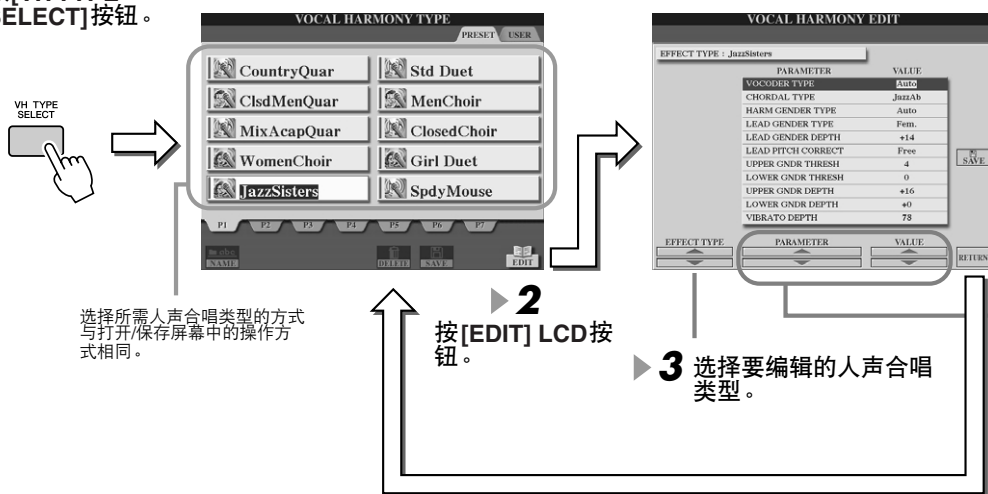 SELECT]按钮。
VH TYPE
SELECT
VOCAL HARMONY TYPE
PRESET USER
CountryQuar Std Duet
ClsdMenQuar MenChoir
MixAcapQuar ClosedChoir
WomenChoir Girl Duet
JazzSisters SpdyMouse
P1 P2 P3 P4 P5 P6 P7
NAME DELETE SAVE EDIT
选择所需人声合唱类型的方式
与打开/保存屏幕中的操作方
式相同。
2
按[EDIT] LCD按
钮。
VOCAL HARMONY EDIT
EFFECT TYPE : JazzSisters
PARAMETER VALUE
VOCODER TYPE Auto
CHORDAL TYPE JazzAb
HARM GENDER TYPE Auto
LEAD GENDER TYPE Fem.
LEAD GENDER DEPTH +14
LEAD PITCH CORRECT Free
UPPER GNDR THRESH 4
LOWER GNDR THRESH 0
UPPER GNDR DEPTH +16
LOWER GNDR DEPTH +0
VIBRATO DEPTH 78
SAVE
EFFECT TYPE PARAMETER VALUE
RETURN
3 选择要编辑的人声合唱
类型。